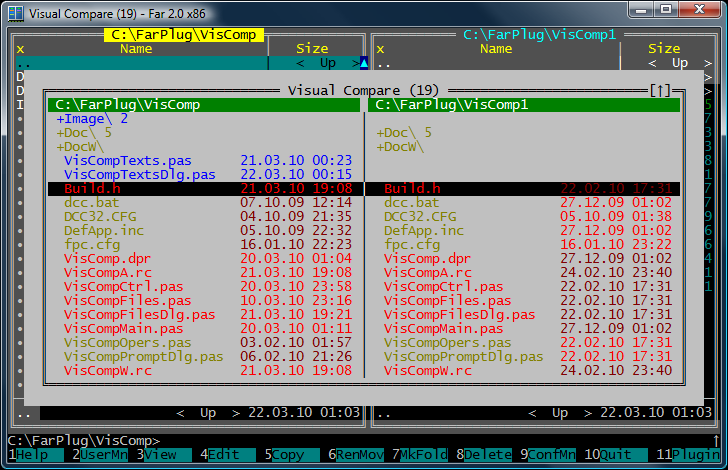 Visual Compare (19) - Far 2.0 x86
C:\FarPlug\VisComp C:\FarPlug\VisComp1
x Name Size x Name Size
.. < Up > .. < Up >
Visual Compare (19) [↑]
C:\FarPlug\VisComp C:\FarPlug\VisComp1
+Image\ 2
+Doc\ 5 +Doc\ 5
+DocW\ +DocW\
VisCompTexts.pas 21.03.10 00:23
VisCompTextsDlg.pas 22.03.10 00:15
Build.h 21.03.10 19:08 Build.h 22.02.10 17:31
dcc.bat 07.10.09 12:14 dcc.bat 27.12.09 01:02
DCC32.CFG 04.10.09 21:35 DCC32.CFG 05.10.09 01:38
DefApp.inc 05.10.09 22:32 DefApp.inc 27.12.09 01:02
fpc.cfg 16.01.10 22:23 fpc.cfg 16.01.10 23:22
VisComp.dpr 20.03.10 01:04 VisComp.dpr 27.12.09 01:02
VisCompA.rc 21.03.10 19:08 VisCompA.rc 24.02.10 23:40
VisCompCtrl.pas 20.03.10 23:58 VisCompCtrl.pas 22.02.10 17:31
VisCompFiles.pas 10.03.10 23:16 VisCompFiles.pas 22.02.10 17:31
VisCompFilesDlg.pas 21.03.10 19:21 VisCompFilesDlg.pas 22.02.10 17:31
VisCompMain.pas 20.03.10 01:11 VisCompMain.pas 27.12.09 01:02
VisCompOpers.pas 03.02.10 01:57 VisCompOpers.pas 22.02.10 17:31
VisCompPromptDlg.pas 06.02.10 21:26 VisCompPromptDlg.pas 22.02.10 17:31
VisCompW.rc 21.03.10 19:08 VisCompW.rc 24.02.10 23:40
.. < Up > 22.03.10 01:03 .. < Up > 22.03.10 01:03
C:\FarPlug\VisComp> ↑
1Help 2UserMn 3View 4Edit 5Copy 6RenMov 7MkFold 8Delete 9ConfMn 10Quit 11Plugin